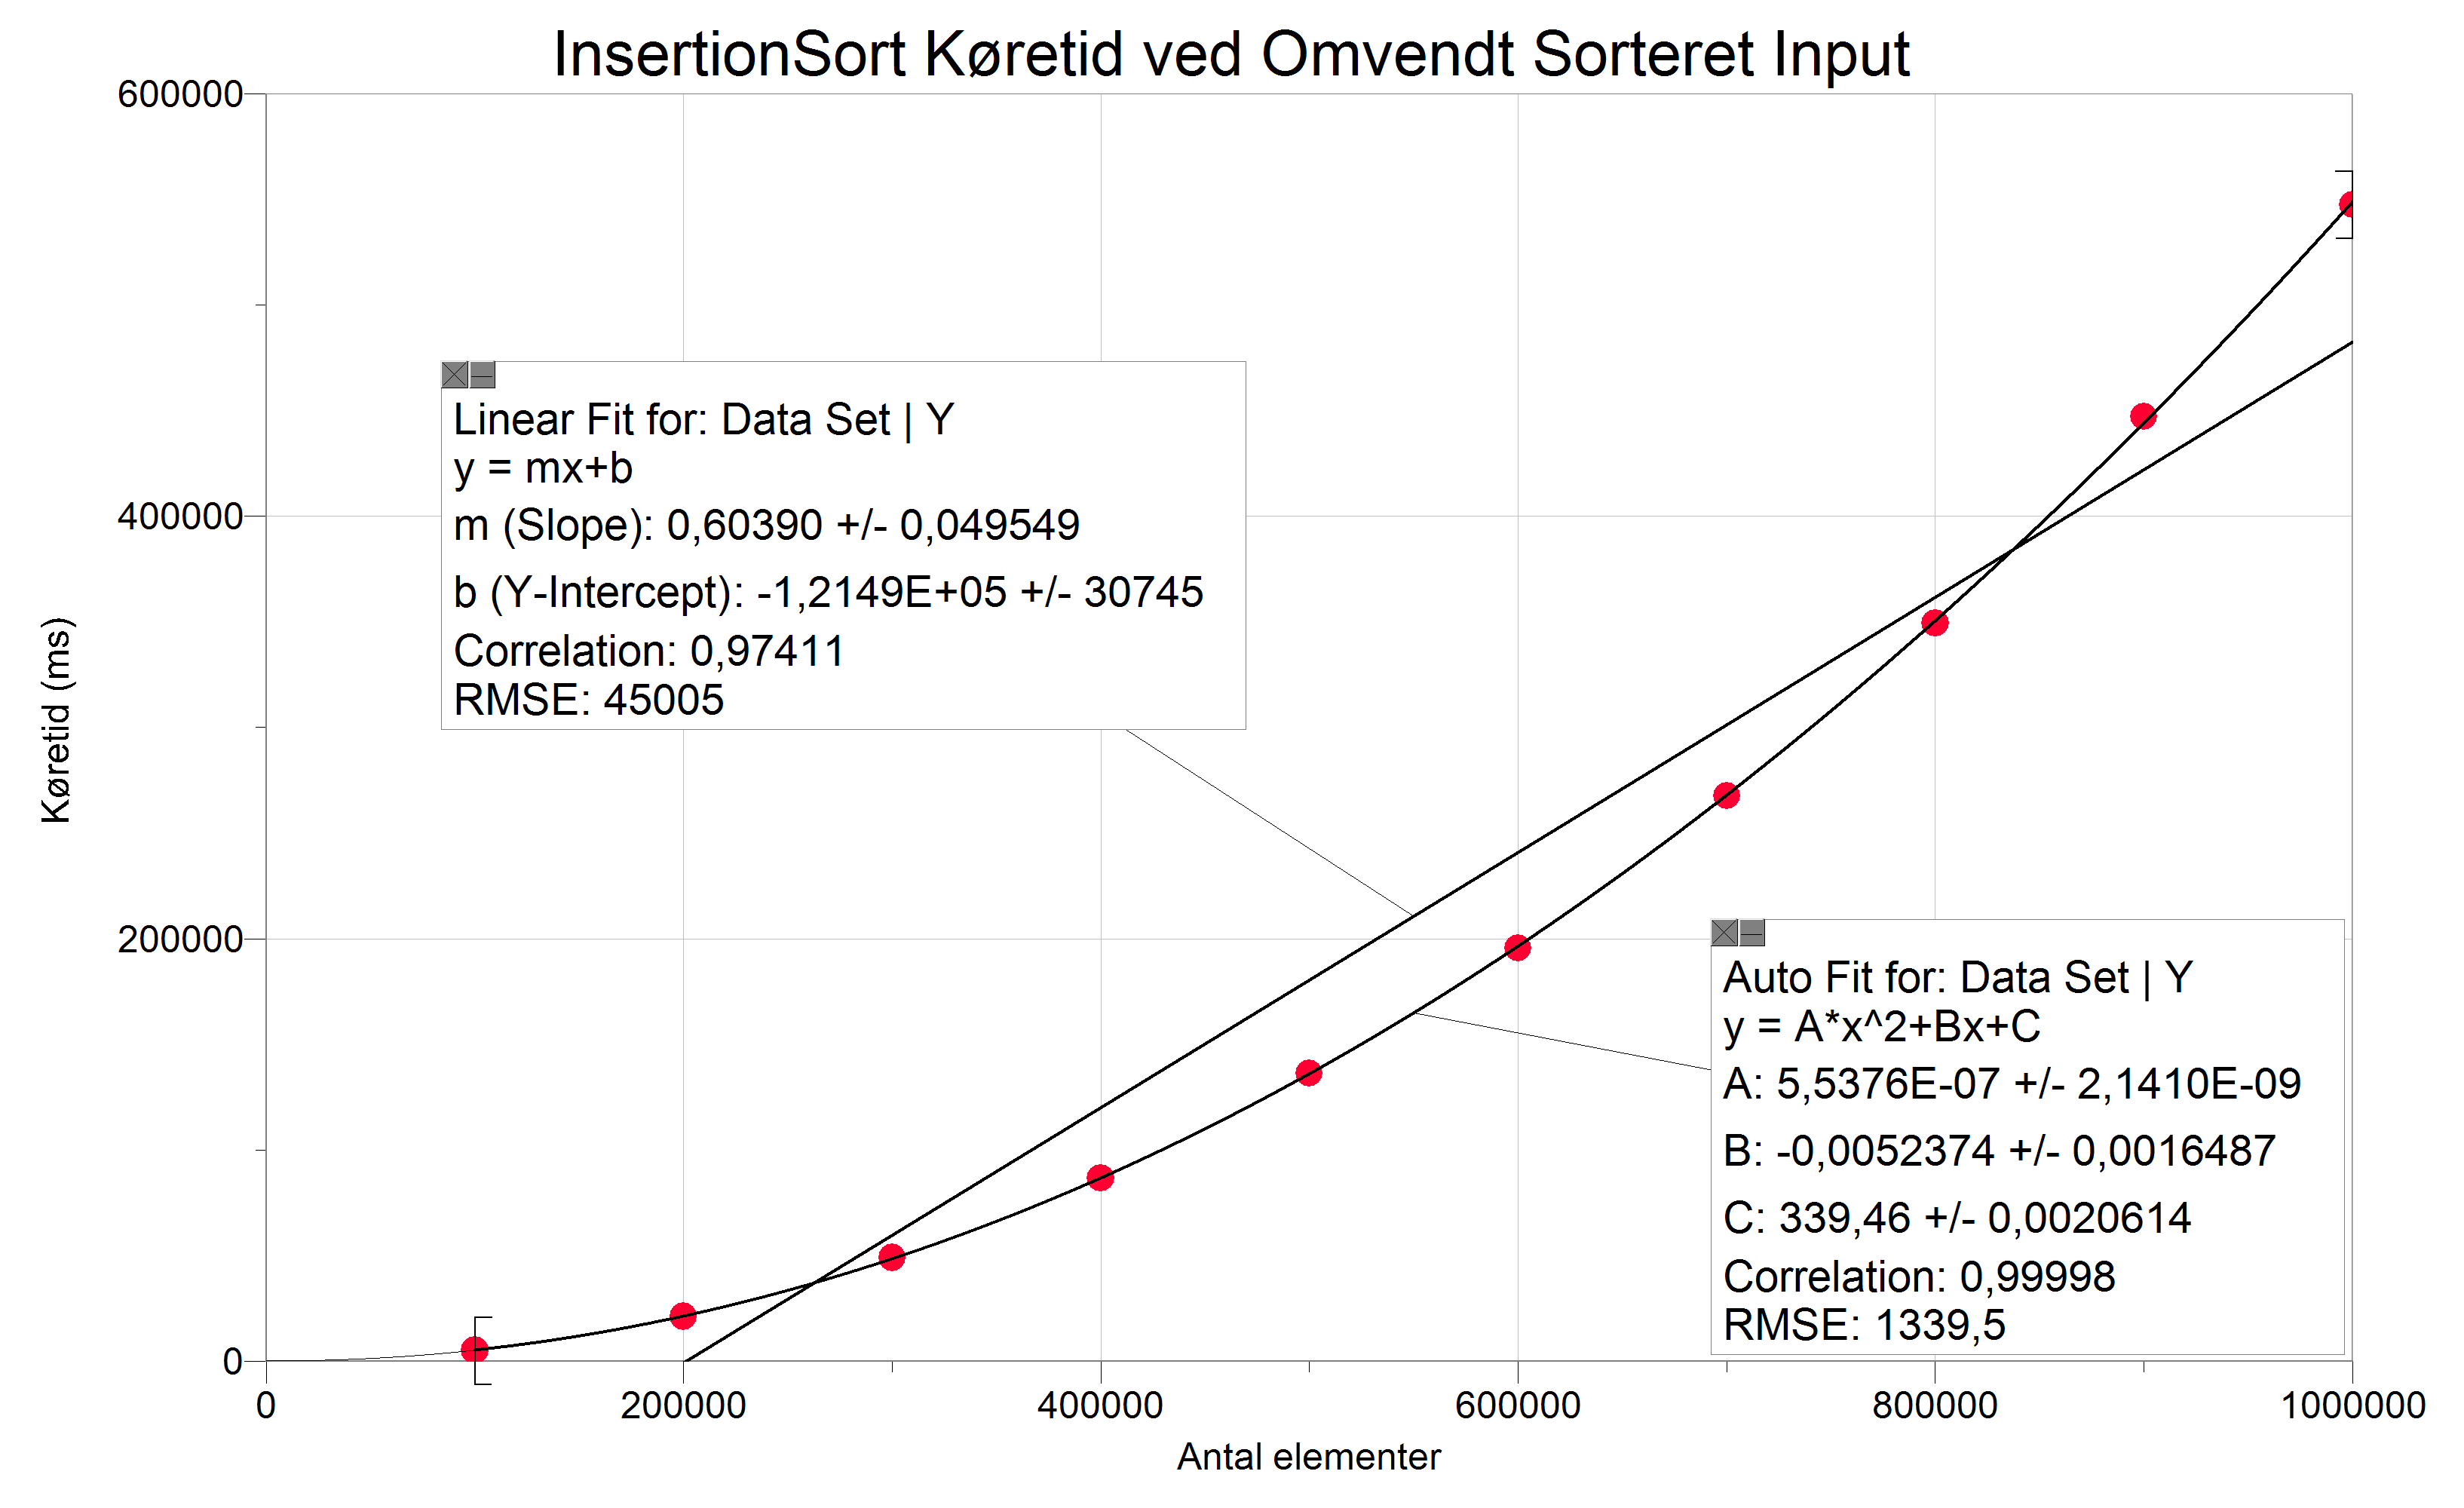 InsertionSort Køretid ved Omvendt Sorteret Input
600000
400000
200000
0
Køretid (ms)
Linear Fit for: Data Set | Y
y = mx+b
m (Slope): 0,60390 +/- 0,049549
b (Y-Intercept): -1,2149E+05 +/- 30745
Correlation: 0,97411
RMSE: 45005
Auto Fit for: Data Set | Y
y = A*x^2+Bx+C
A: 5,5376E-07 +/- 2,1410E-09
B: -0,0052374 +/- 0,0016487
C: 339,46 +/- 0,0020614
Correlation: 0,99998
RMSE: 1339,5
0 200000 400000 600000 800000 1000000
Antal elementer